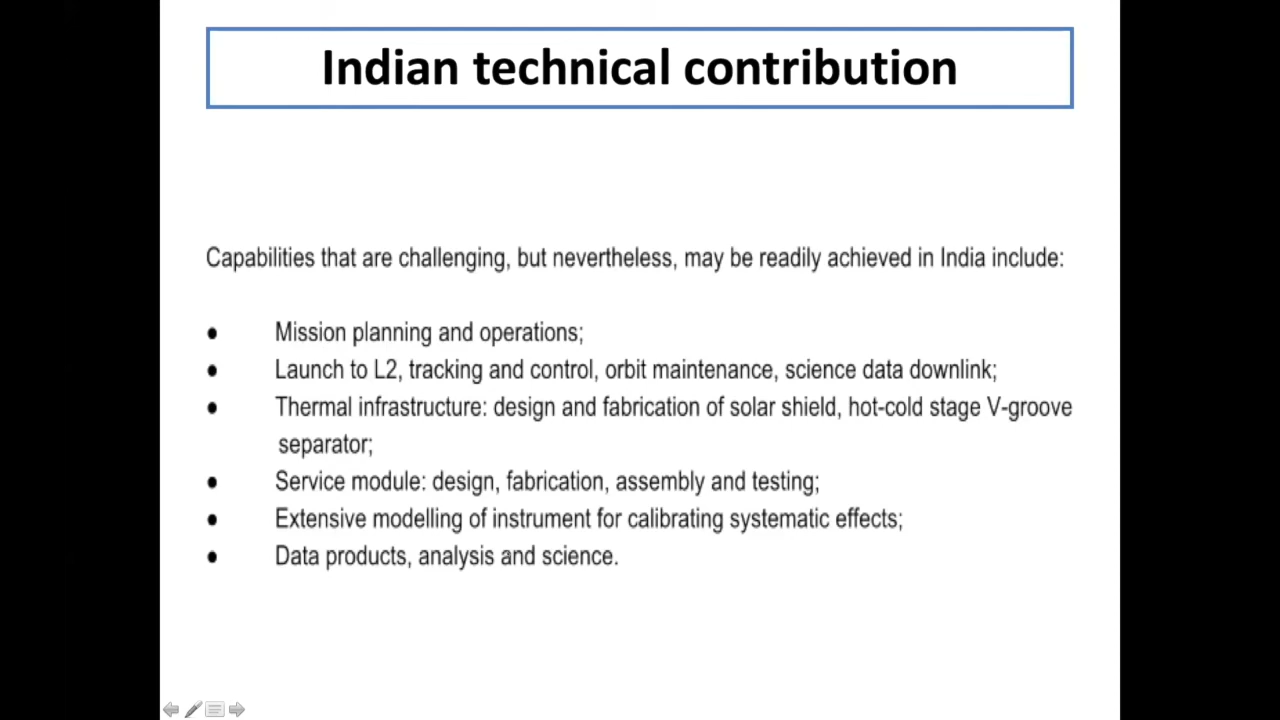 Indian technical contribution
Capabilities that are challenging, but nevertheless, may be readily achieved in India include:
● Mission planning and operations;
● Launch to L2, tracking and control, orbit maintenance, science data downlink;
● Thermal infrastructure: design and fabrication of solar shield, hot-cold stage V-groove
separator;
● Service module: design, fabrication, assembly and testing;
● Extensive modelling of instrument for calibrating systematic effects;
● Data products, analysis and science.